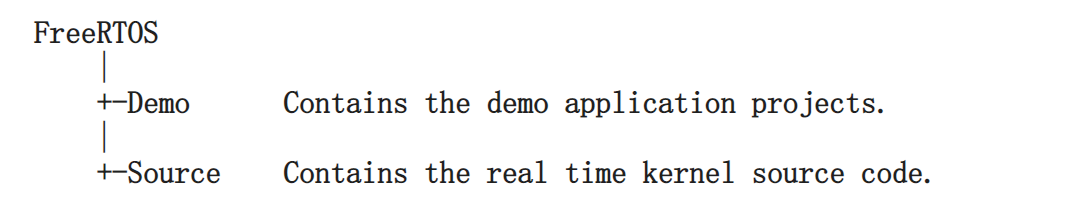 FreeRTOS
|
+-Demo      Contains the demo application projects.
|
+-Source    Contains the real time kernel source code.